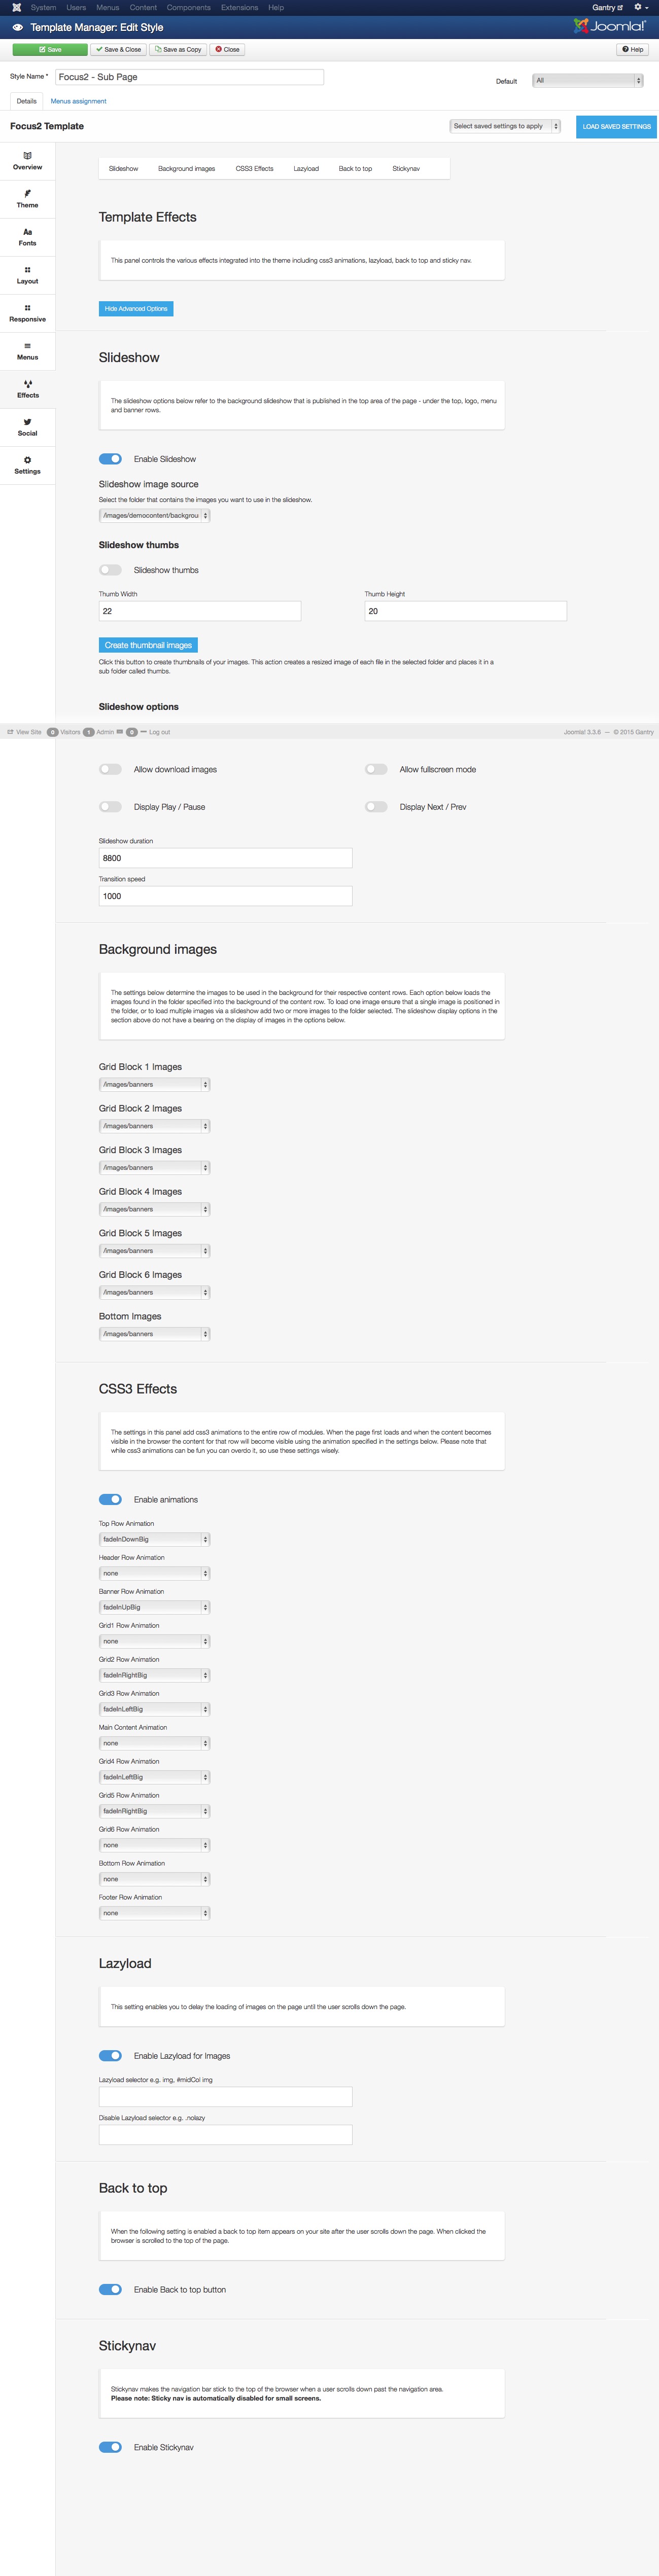 System Users Menus Content Components Extensions Help Gantry
Template Manager: Edit Style Joomla!
Save Save & Close Save as Copy Close Help
Style Name * Focus2 - Sub Page Default All
Details Menus assignment
Focus2 Template Select saved settings to apply LOAD SAVED SETTINGS
Overview
Theme
Aa
Fonts
Layout
Responsive
Menus
Effects
Social
Settings
Slideshow Background images CSS3 Effects Lazyload Back to top Stickynav
Template Effects
This panel controls the various effects integrated into the theme including css3 animations, lazyload, back to top and sticky nav.
Hide Advanced Options
Slideshow
The slideshow options below refer to the background slideshow that is published in the top area of the page - under the top, logo, menu
and banner rows.
Enable Slideshow
Slideshow image source
Select the folder that contains the images you want to use in the slideshow.
/images/democontent/backgrou
Slideshow thumbs
Slideshow thumbs
Thumb Width Thumb Height
22 20
Create thumbnail images
Click this button to create thumbnails of your images. This action creates a resized image of each file in the selected folder and places it in a
sub folder called thumbs.
Slideshow options
View Site 0 Visitors 1 Admin 0 Log out Joomla! 3.3.6 — © 2015 Gantry
Allow download images Allow fullscreen mode
Display Play / Pause Display Next / Prev
Slideshow duration
8800
Transition speed
1000
Background images
The settings below determine the images to be used in the background for their respective content rows. Each option below loads the
images found in the folder specified into the background of the content row. To load one image ensure that a single image is positioned in
the folder, or to load multiple images via a slideshow add two or more images to the folder selected. The slideshow display options in the
section above do not have a bearing on the display of images in the options below.
Grid Block 1 Images
/images/banners
Grid Block 2 Images
/images/banners
Grid Block 3 Images
/images/banners
Grid Block 4 Images
/images/banners
Grid Block 5 Images
/images/banners
Grid Block 6 Images
/images/banners
Bottom Images
/images/banners
CSS3 Effects
The settings in this panel add css3 animations to the entire row of modules. When the page first loads and when the content becomes
visible in the browser the content for that row will become visible using the animation specified in the settings below. Please note that
while css3 animations can be fun you can overdo it, so use these settings wisely.
Enable animations
Top Row Animation
fadeInDownBig
Header Row Animation
none
Banner Row Animation
fadeInUpBig
Grid1 Row Animation
none
Grid2 Row Animation
fadeInRightBig
Grid3 Row Animation
fadeInLeftBig
Main Content Animation
none
Grid4 Row Animation
fadeInLeftBig
Grid5 Row Animation
fadeInRightBig
Grid6 Row Animation
none
Bottom Row Animation
none
Footer Row Animation
none
Lazyload
This setting enables you to delay the loading of images on the page until the user scrolls down the page.
Enable Lazyload for Images
Lazyload selector e.g. img, #midCol img
Disable Lazyload selector e.g. .nolazy
Back to top
When the following setting is enabled a back to top item appears on your site after the user scrolls down the page. When clicked the
browser is scrolled to the top of the page.
Enable Back to top button
Stickynav
Stickynav makes the navigation bar stick to the top of the browser when a user scrolls down past the navigation area.
Please note: Sticky nav is automatically disabled for small screens.
Enable Stickynav